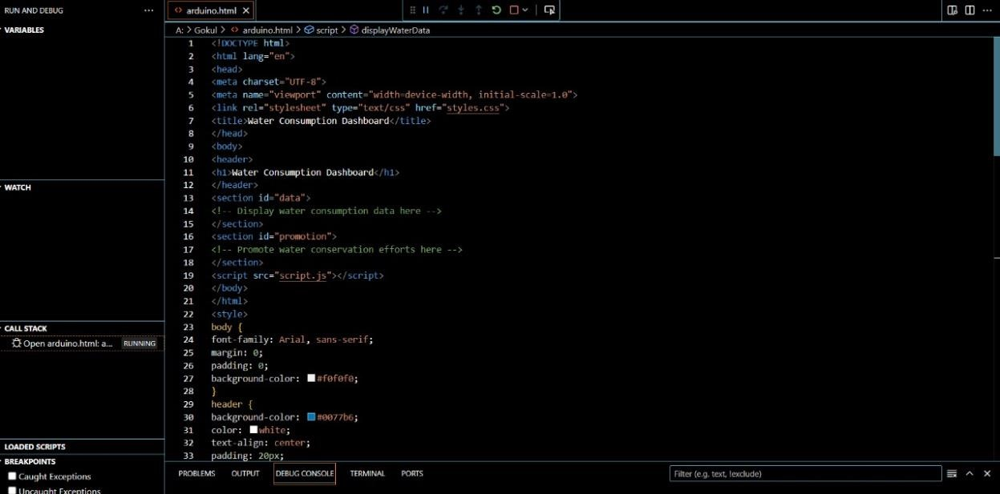 RUN AND DEBUG
VARIABLES
WATCH
CALL STACK
Open arduino.html: a... RUNNING
LOADED SCRIPTS
BREAKPOINTS
Caught Exceptions
Uncaught Exceptions
arduino.html
A: > Gokul > arduino.html > script > displayWaterData
1 <!DOCTYPE html>
2 <html lang="en">
3 <head>
4 <meta charset="UTF-8">
5 <meta name="viewport" content="width=device-width, initial-scale=1.0">
6 <link rel="stylesheet" type="text/css" href="styles.css">
7 <title>Water Consumption Dashboard</title>
8 </head>
9 <body>
10 <header>
11 <h1>Water Consumption Dashboard</h1>
12 </header>
13 <section id="data">
14 <!-- Display water consumption data here -->
15 </section>
16 <section id="promotion">
17 <!-- Promote water conservation efforts here -->
18 </section>
19 <script src="script.js"></script>
20 </body>
21 </html>
22 <style>
23 body {
24 font-family: Arial, sans-serif;
25 margin: 0;
26 padding: 0;
27 background-color: #f0f0f0;
28 }
29 header {
30 background-color: #0077b6;
31 color: white;
32 text-align: center;
33 padding: 20px;
PROBLEMS OUTPUT DEBUG CONSOLE TERMINAL PORTS
Filter (e.g. text, !exclude)